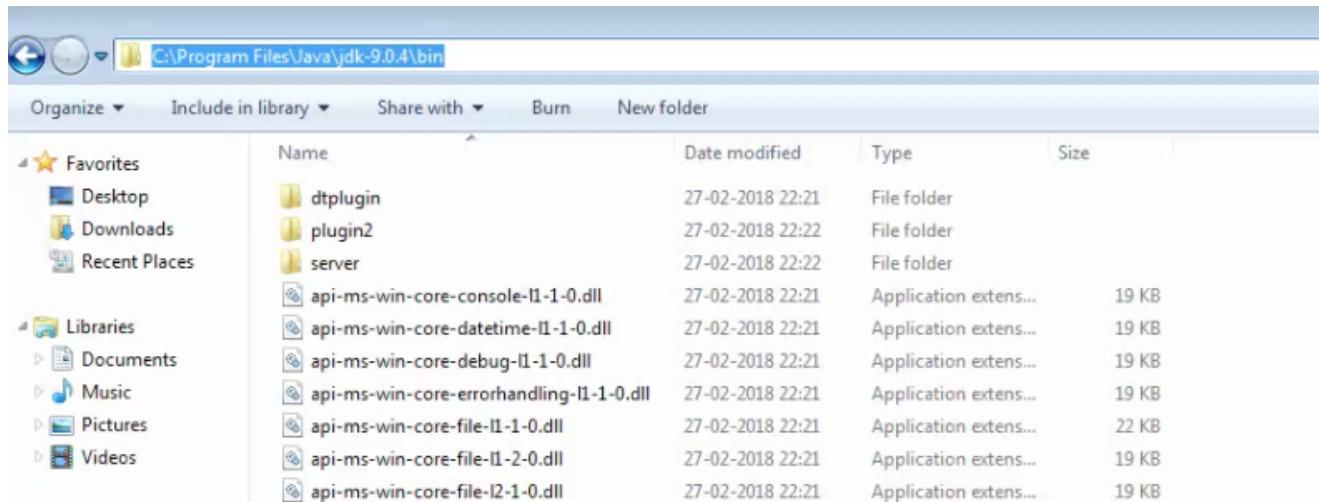 C:\Program Files\Java\jdk-9.0.4\bin
Organize Include in library Share with Burn New folder
Name Date modified Type Size
Favorites
Desktop
Downloads
Recent Places
Libraries
Documents
Music
Pictures
Videos
dtplugin 27-02-2018 22:21 File folder
plugin2 27-02-2018 22:22 File folder
server 27-02-2018 22:22 File folder
api-ms-win-core-console-l1-1-0.dll 27-02-2018 22:21 Application extens... 19 KB
api-ms-win-core-datetime-l1-1-0.dll 27-02-2018 22:21 Application extens... 19 KB
api-ms-win-core-debug-l1-1-0.dll 27-02-2018 22:21 Application extens... 19 KB
api-ms-win-core-errorhandling-l1-1-0.dll 27-02-2018 22:21 Application extens... 19 KB
api-ms-win-core-file-l1-1-0.dll 27-02-2018 22:21 Application extens... 22 KB
api-ms-win-core-file-l1-2-0.dll 27-02-2018 22:21 Application extens... 19 KB
api-ms-win-core-file-l2-1-0.dll 27-02-2018 22:21 Application extens... 19 KB